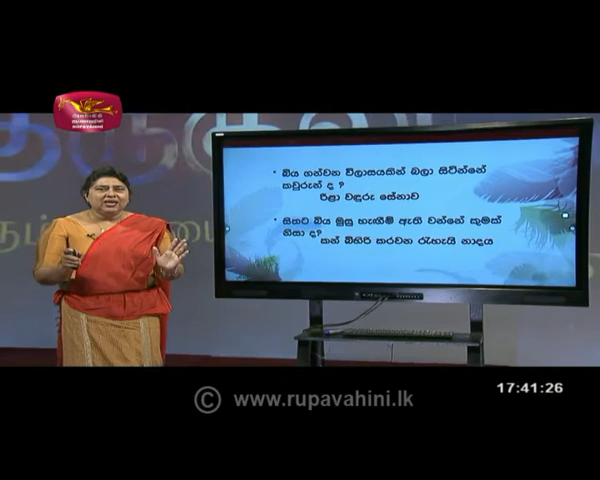 RUPAVAHINI
• බිය ගන්වන විලාසයකින් බලා සිටින්නේ
කවුරුන් ද ?
රිළා වඳුරු සේනාව
• සිතට බිය මුසු හැඟීම් ඇති වන්නේ කුමක්
නිසා ද?
කන් බිහිරි කරවන රැහැයි නාදය
17:41:26
© www.rupavahini.lk